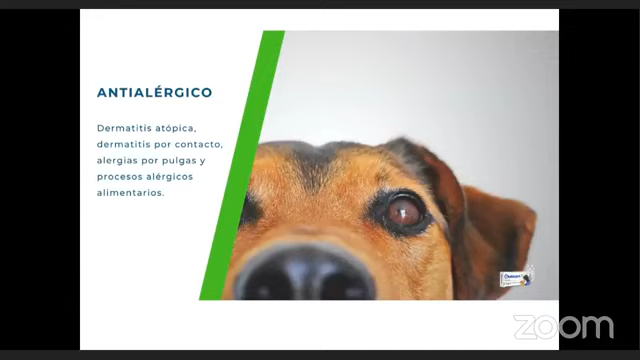 ANTIALÉRGICO
Dermatitis atópica,
dermatitis por contacto,
alergias por pulgas y
procesos alérgicos
alimentarios.
zoom